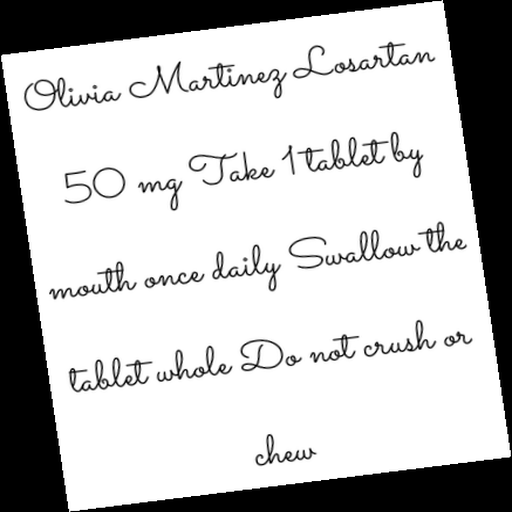 Olivia Martinez Losartan
50 mg Take 1 tablet by
mouth once daily Swallow the
tablet whole Do not crush or
chew